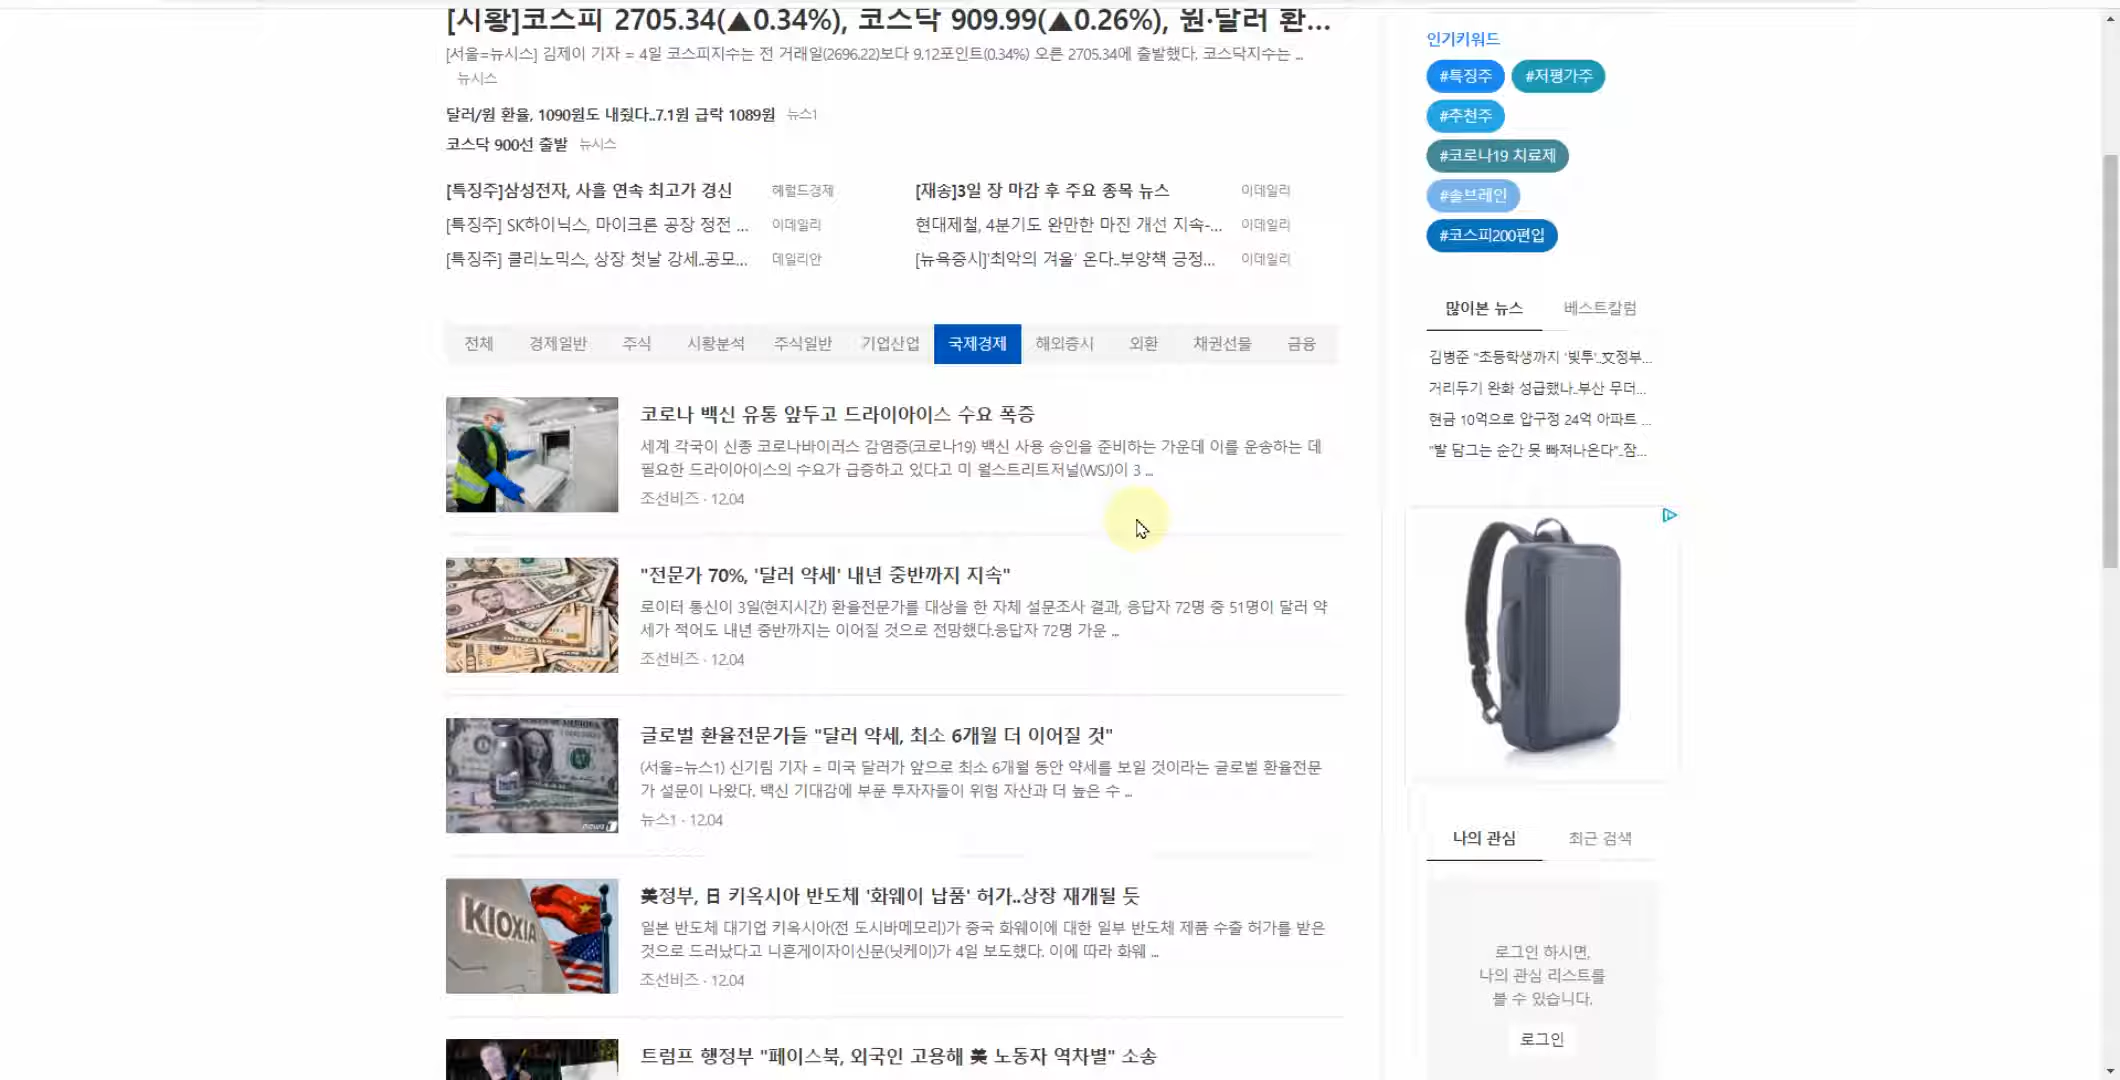 [시황]코스피 2705.34(▲0.34%), 코스닥 909.99(▲0.26%), 원·달러 환...
[서울=뉴시스] 김제이 기자 = 4일 코스피지수는 전 거래일(2696.22)보다 9.12포인트(0.34%) 오른 2705.34에 출발했다. 코스닥지수는 ...
뉴시스
달러/원 환율, 1090원도 내줬다..7.1원 급락 1089원 뉴스1
코스닥 900선 출발 뉴시스
[특징주]삼성전자, 사흘 연속 최고가 경신 헤럴드경제
[특징주] SK하이닉스, 마이크론 공장 정전 ... 이데일리
[특징주] 클리노믹스, 상장 첫날 강세..공모... 데일리안
[재송]3일 장 마감 후 주요 종목 뉴스 이데일리
현대제철, 4분기도 완만한 마진 개선 지속-... 이데일리
[뉴욕증시]'최악의 겨울' 온다..부양책 긍정... 이데일리
전체 경제일반 주식 시황분석 주식일반 기업산업 국제경제 해외증시 외환 채권선물 금융
코로나 백신 유통 앞두고 드라이아이스 수요 폭증
세계 각국이 신종 코로나바이러스 감염증(코로나19) 백신 사용 승인을 준비하는 가운데 이를 운송하는 데
필요한 드라이아이스의 수요가 급증하고 있다고 미 월스트리트저널(WSJ)이 3 ...
조선비즈 · 12.04
"전문가 70%, '달러 약세' 내년 중반까지 지속"
로이터 통신이 3일(현지시간) 환율전문가를 대상을 한 자체 설문조사 결과, 응답자 72명 중 51명이 달러 약
세가 적어도 내년 중반까지는 이어질 것으로 전망했다.응답자 72명 가운 ...
조선비즈 · 12.04
글로벌 환율전문가들 "달러 약세, 최소 6개월 더 이어질 것"
(서울=뉴스1) 신기림 기자 = 미국 달러가 앞으로 최소 6개월 동안 약세를 보일 것이라는 글로벌 환율전문
가 설문이 나왔다. 백신 기대감에 부푼 투자자들이 위험 자산과 더 높은 수 ...
뉴스1 · 12.04
KIOXIA
美정부, 日 키옥시아 반도체 '화웨이 납품' 허가..상장 재개될 듯
일본 반도체 대기업 키옥시아(전 도시바메모리)가 중국 화웨이에 대한 일부 반도체 제품 수출 허가를 받은
것으로 드러났다고 니혼게이자이신문(닛케이)가 4일 보도했다. 이에 따라 화웨 ...
조선비즈 · 12.04
트럼프 행정부 "페이스북, 외국인 고용해 美 노동자 역차별" 소송
인기키워드
#특징주 #저평가주
#추천주
#코로나19 치료제
#솔브레인
#코스피200편입
많이본 뉴스 베스트칼럼
김병준 "초등학생까지 '빚투'..文정부...
거리두기 완화 성급했나..부산 무더...
현금 10억으로 압구정 24억 아파트 ...
"발 담그는 순간 못 빠져나온다"..잠...
나의 관심 최근 검색
로그인 하시면,
나의 관심 리스트를
볼 수 있습니다.
로그인